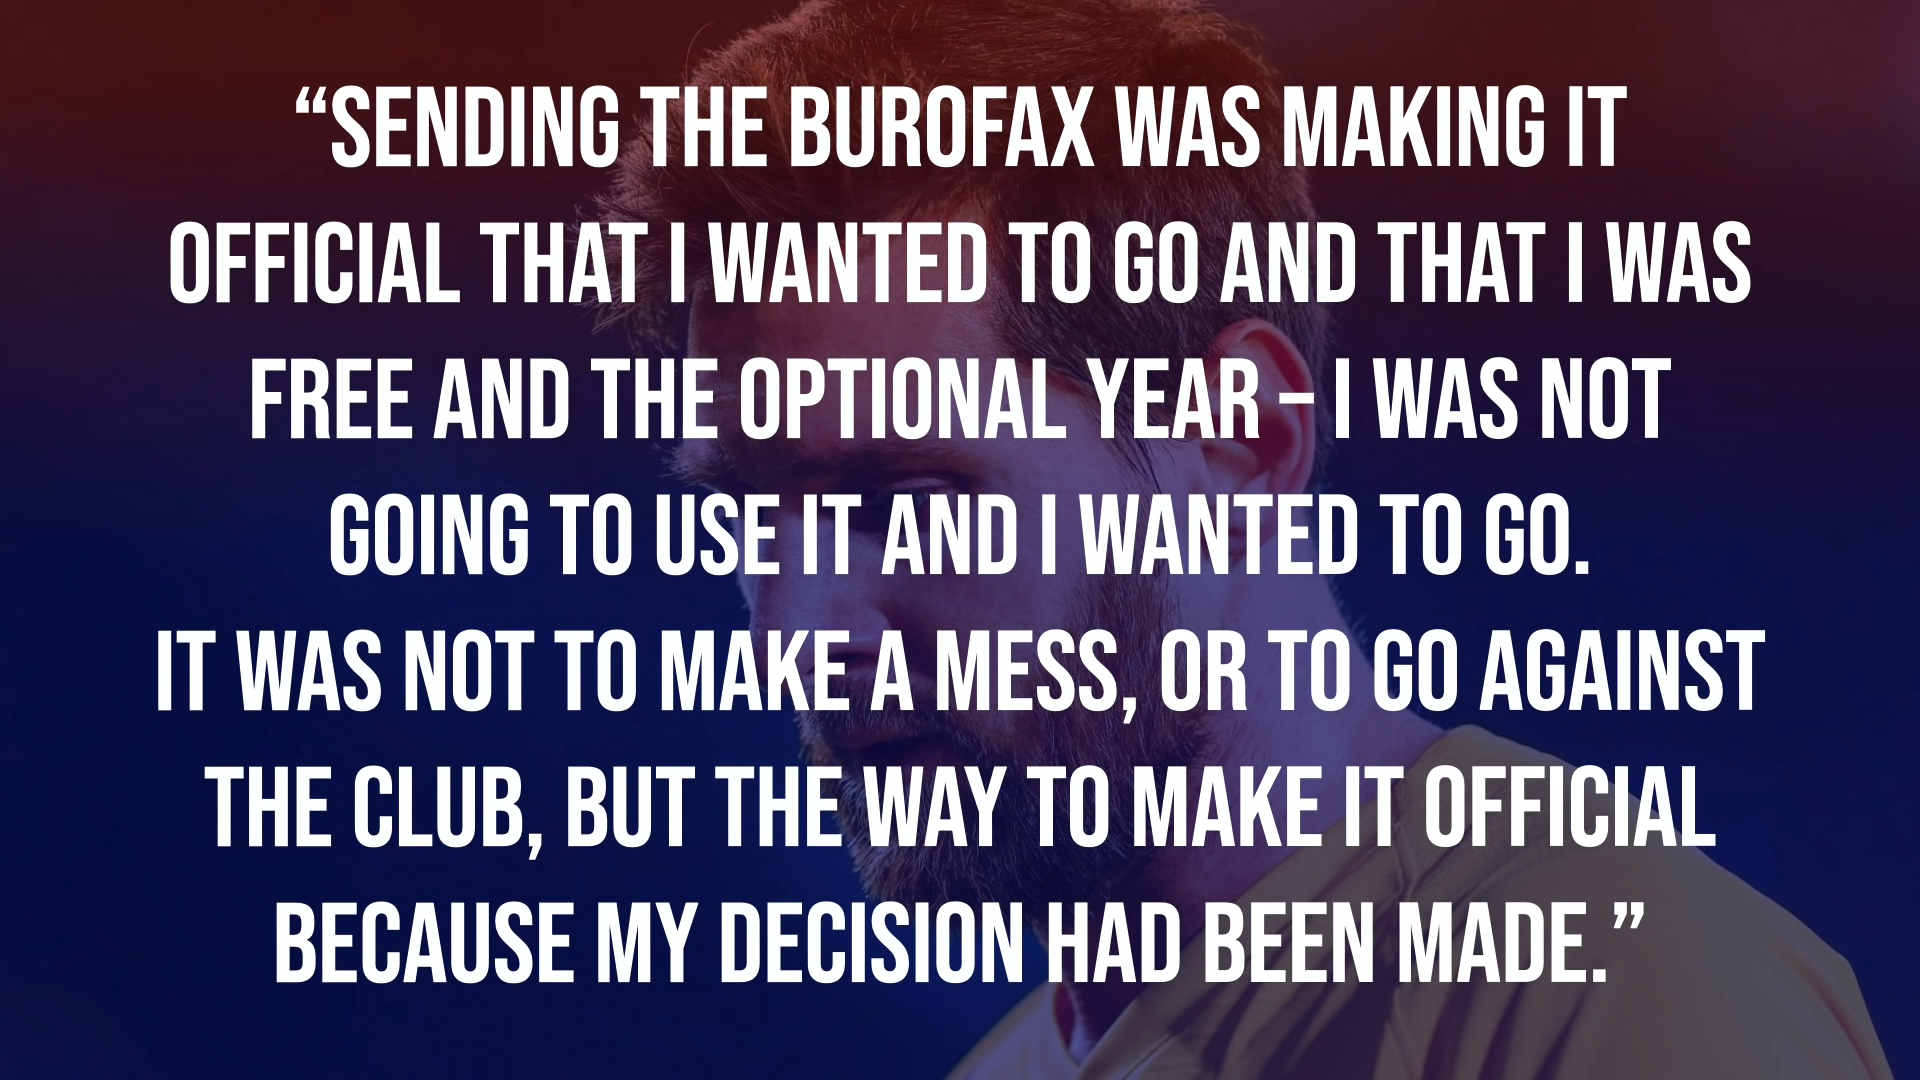 “SENDING THE BUROFAX WAS MAKING IT
OFFICIAL THAT I WANTED TO GO AND THAT I WAS
FREE AND THE OPTIONAL YEAR – I WAS NOT
GOING TO USE IT AND I WANTED TO GO.
IT WAS NOT TO MAKE A MESS, OR TO GO AGAINST
THE CLUB, BUT THE WAY TO MAKE IT OFFICIAL
BECAUSE MY DECISION HAD BEEN MADE.”